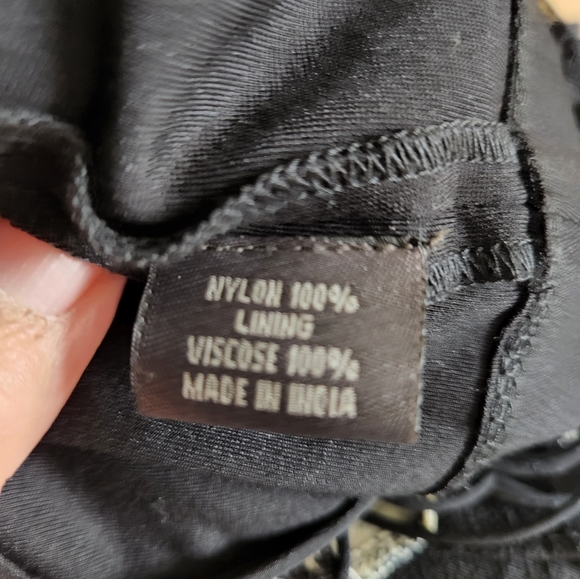 NYLON 100%
LINING
VISCOSE 100%
MADE IN INDIA